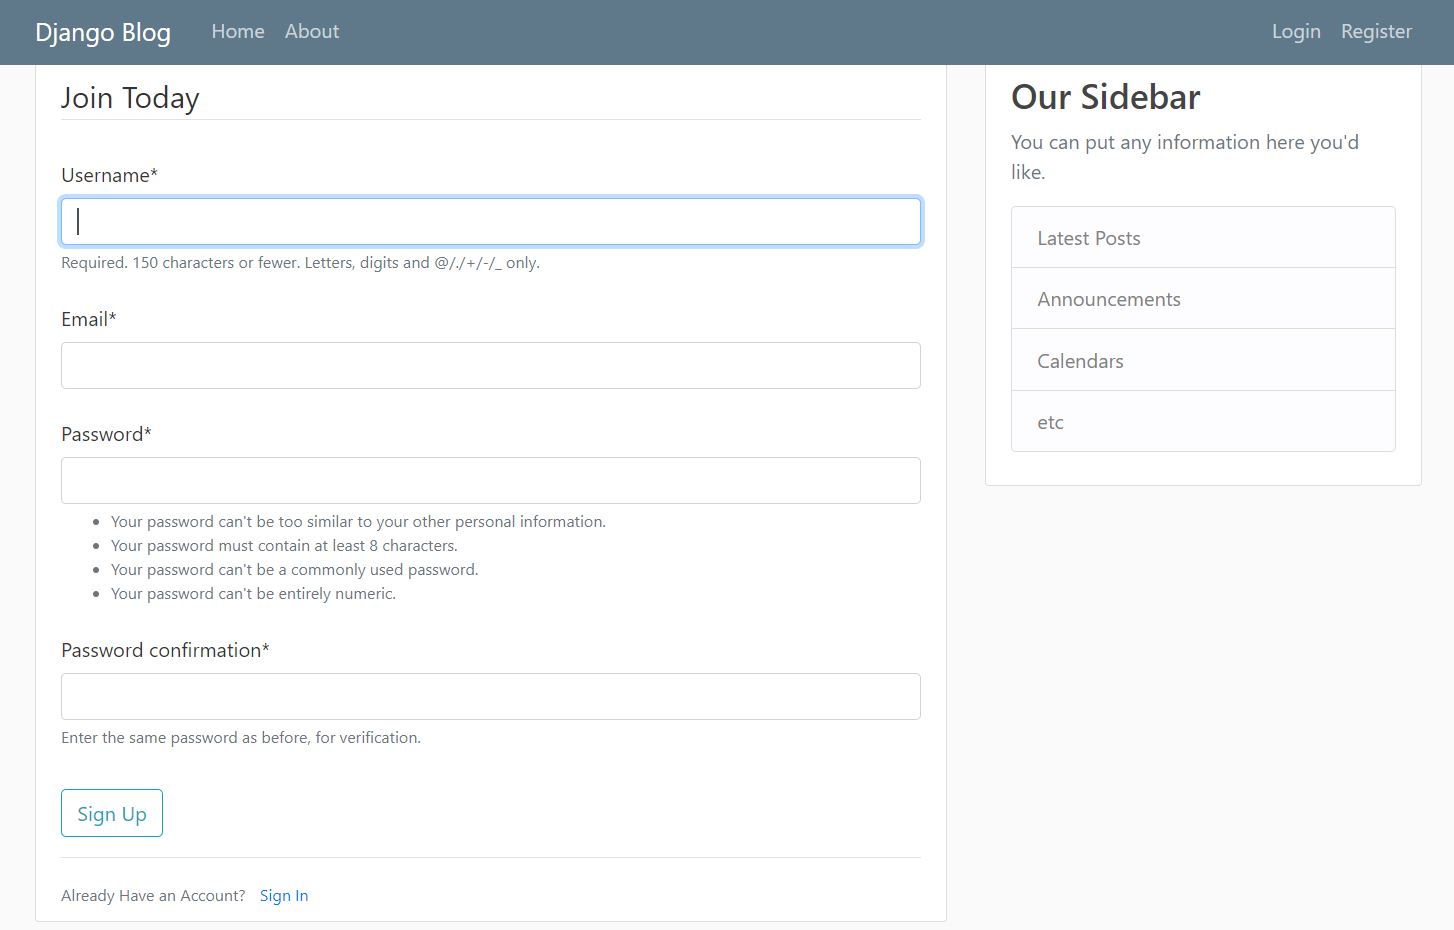 Django Blog Home About Login Register
Join Today
Username*
Required. 150 characters or fewer. Letters, digits and @/./+/-/_ only.
Email*
Password*
Your password can't be too similar to your other personal information.
Your password must contain at least 8 characters.
Your password can't be a commonly used password.
Your password can't be entirely numeric.
Password confirmation*
Enter the same password as before, for verification.
Sign Up
Already Have an Account? Sign In
Our Sidebar
You can put any information here you'd
like.
Latest Posts
Announcements
Calendars
etc